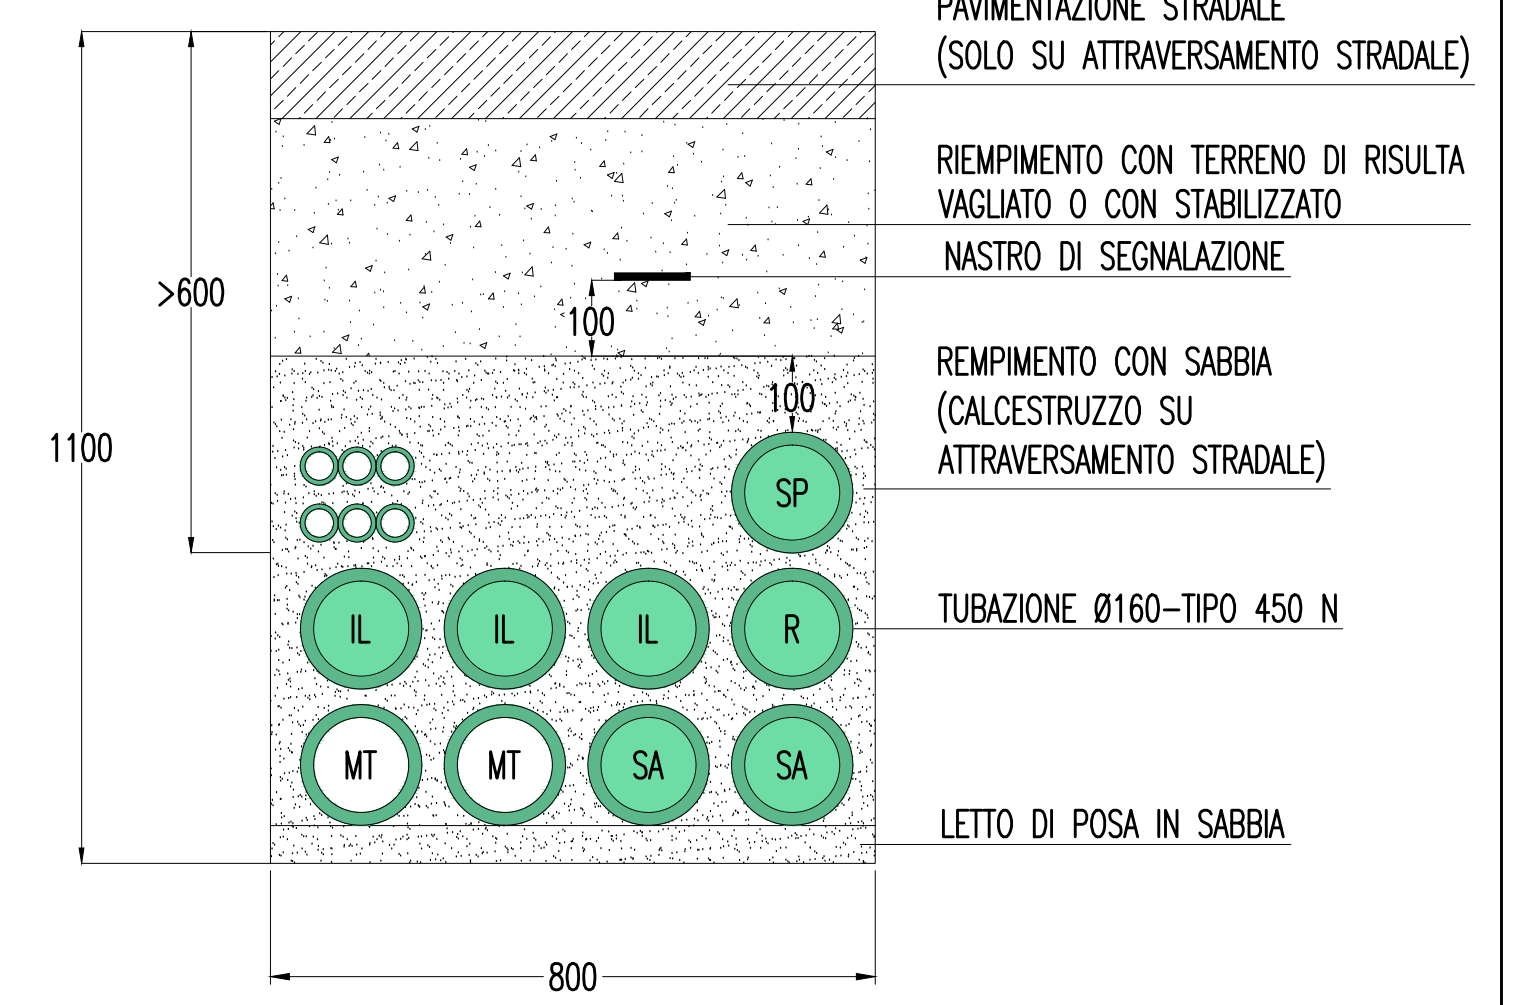 PAVIMENTAZIONE STRADALE
(SOLO SU ATTRAVERSAMENTO STRADALE)
RIEMPIMENTO CON TERRENO DI RISULTA
VAGLIATO O CON STABILIZZATO
NASTRO DI SEGNALAZIONE
>600
100
REMPIMENTO CON SABBIA
(CALCESTRUZZO SU
ATTRAVERSAMENTO STRADALE)
100
1100
SP
IL IL IL R
TUBAZIONE Ø160-TIPO 450 N
MT MT SA SA
LETTO DI POSA IN SABBIA
800